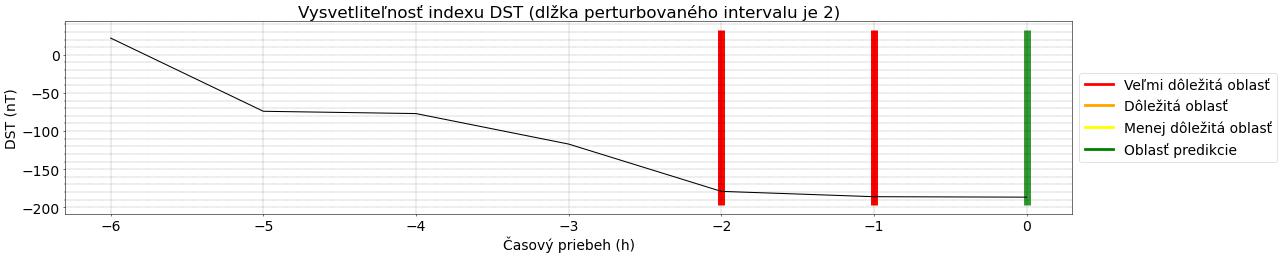 Vysvetliteľnosť indexu DST (dĺžka perturbovaného intervalu je 2)
DST (nT)
0
−50
−100
−150
−200
−6
−5
−4
−3
−2
−1
0
Časový priebeh (h)
Veľmi dôležitá oblasť
Dôležitá oblasť
Menej dôležitá oblasť
Oblasť predikcie